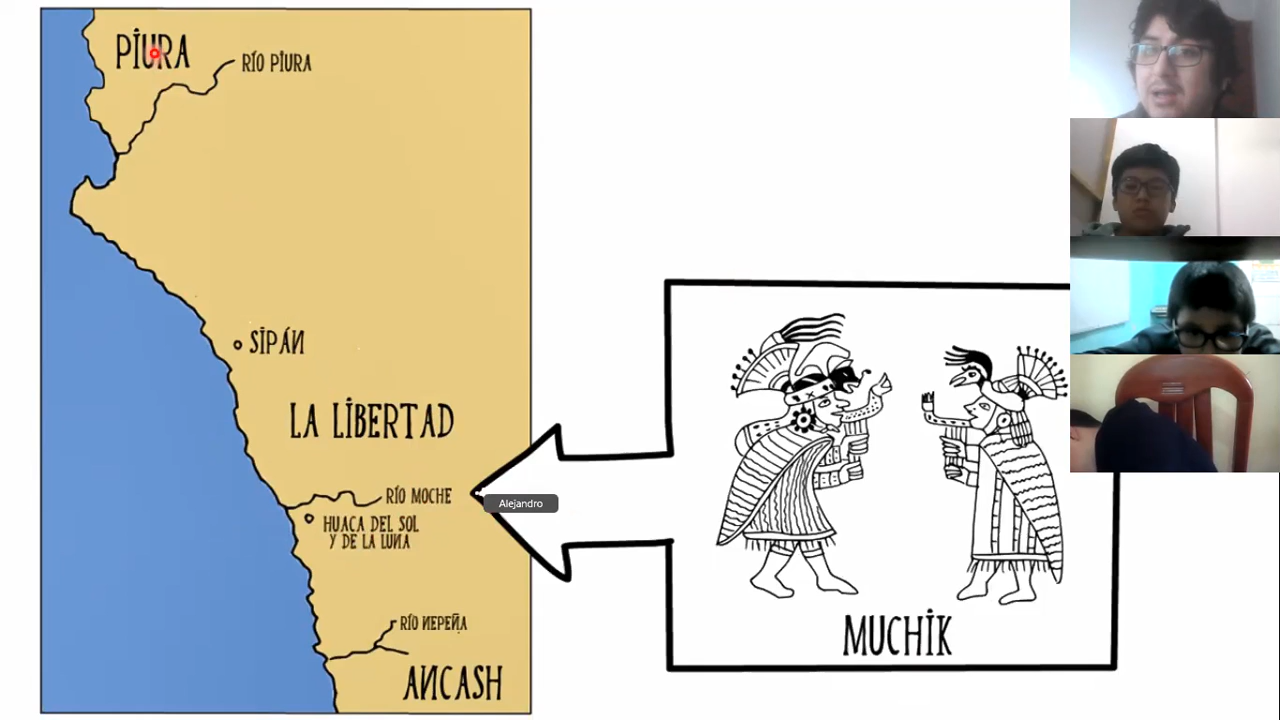 PIURA
RÍO PIURA
SIPÁN
LA LIBERTAD
RÍO MOCHE
Alejandro
HUACA DEL SOL
Y DE LA LUNA
RÍO NEPEÑA
ANCASH
MUCHIK